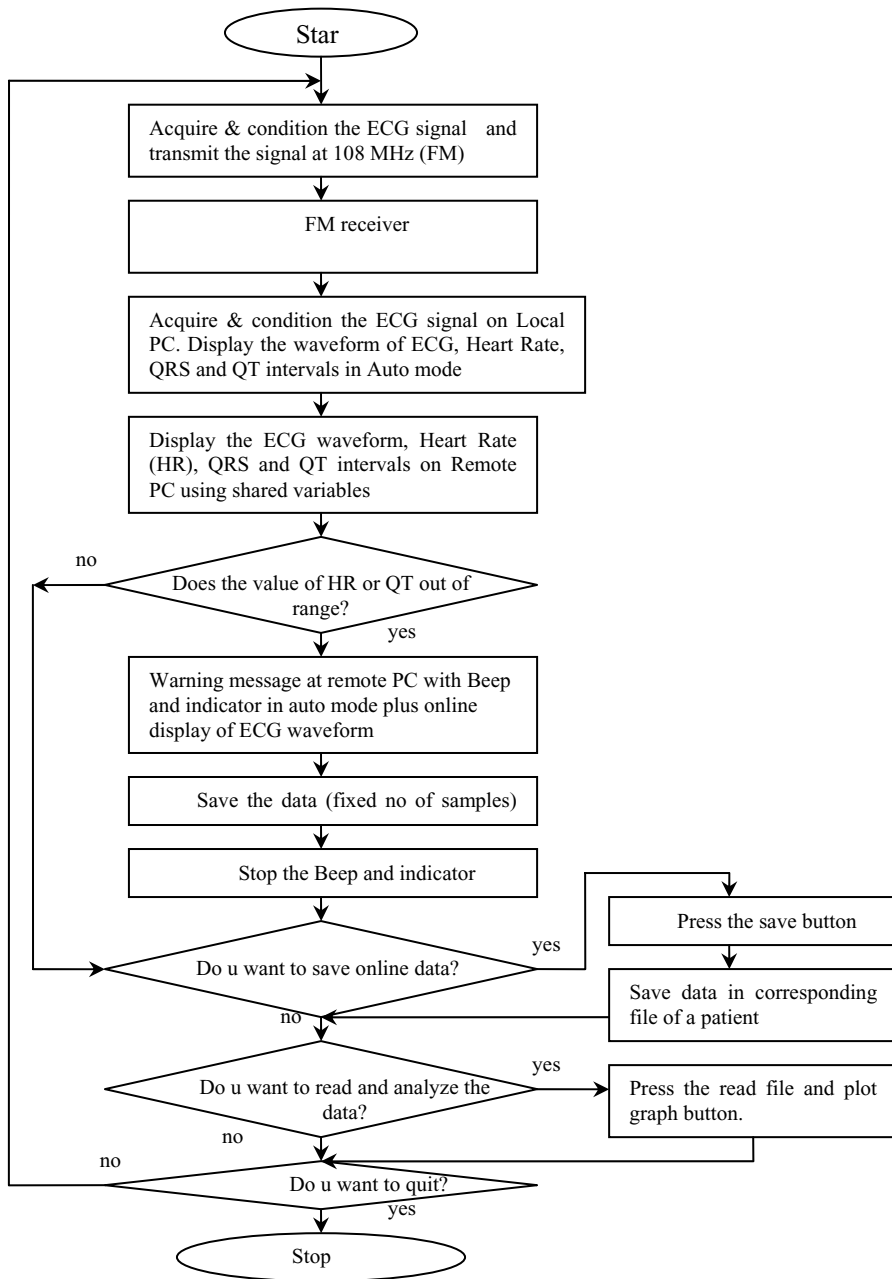 Star
Acquire & condition the ECG signal and
transmit the signal at 108 MHz (FM)
FM receiver
Acquire & condition the ECG signal on Local
PC. Display the waveform of ECG, Heart Rate,
QRS and QT intervals in Auto mode
Display the ECG waveform, Heart Rate
(HR), QRS and QT intervals on Remote
PC using shared variables
no
Does the value of HR or QT out of
range?
yes
Warning message at remote PC with Beep
and indicator in auto mode plus online
display of ECG waveform
Save the data (fixed no of samples)
Stop the Beep and indicator
Do u want to save online data?
yes
Press the save button
Save data in corresponding
file of a patient
no
Do u want to read and analyze the
data?
yes
Press the read file and plot
graph button.
no
no
Do u want to quit?
yes
Stop